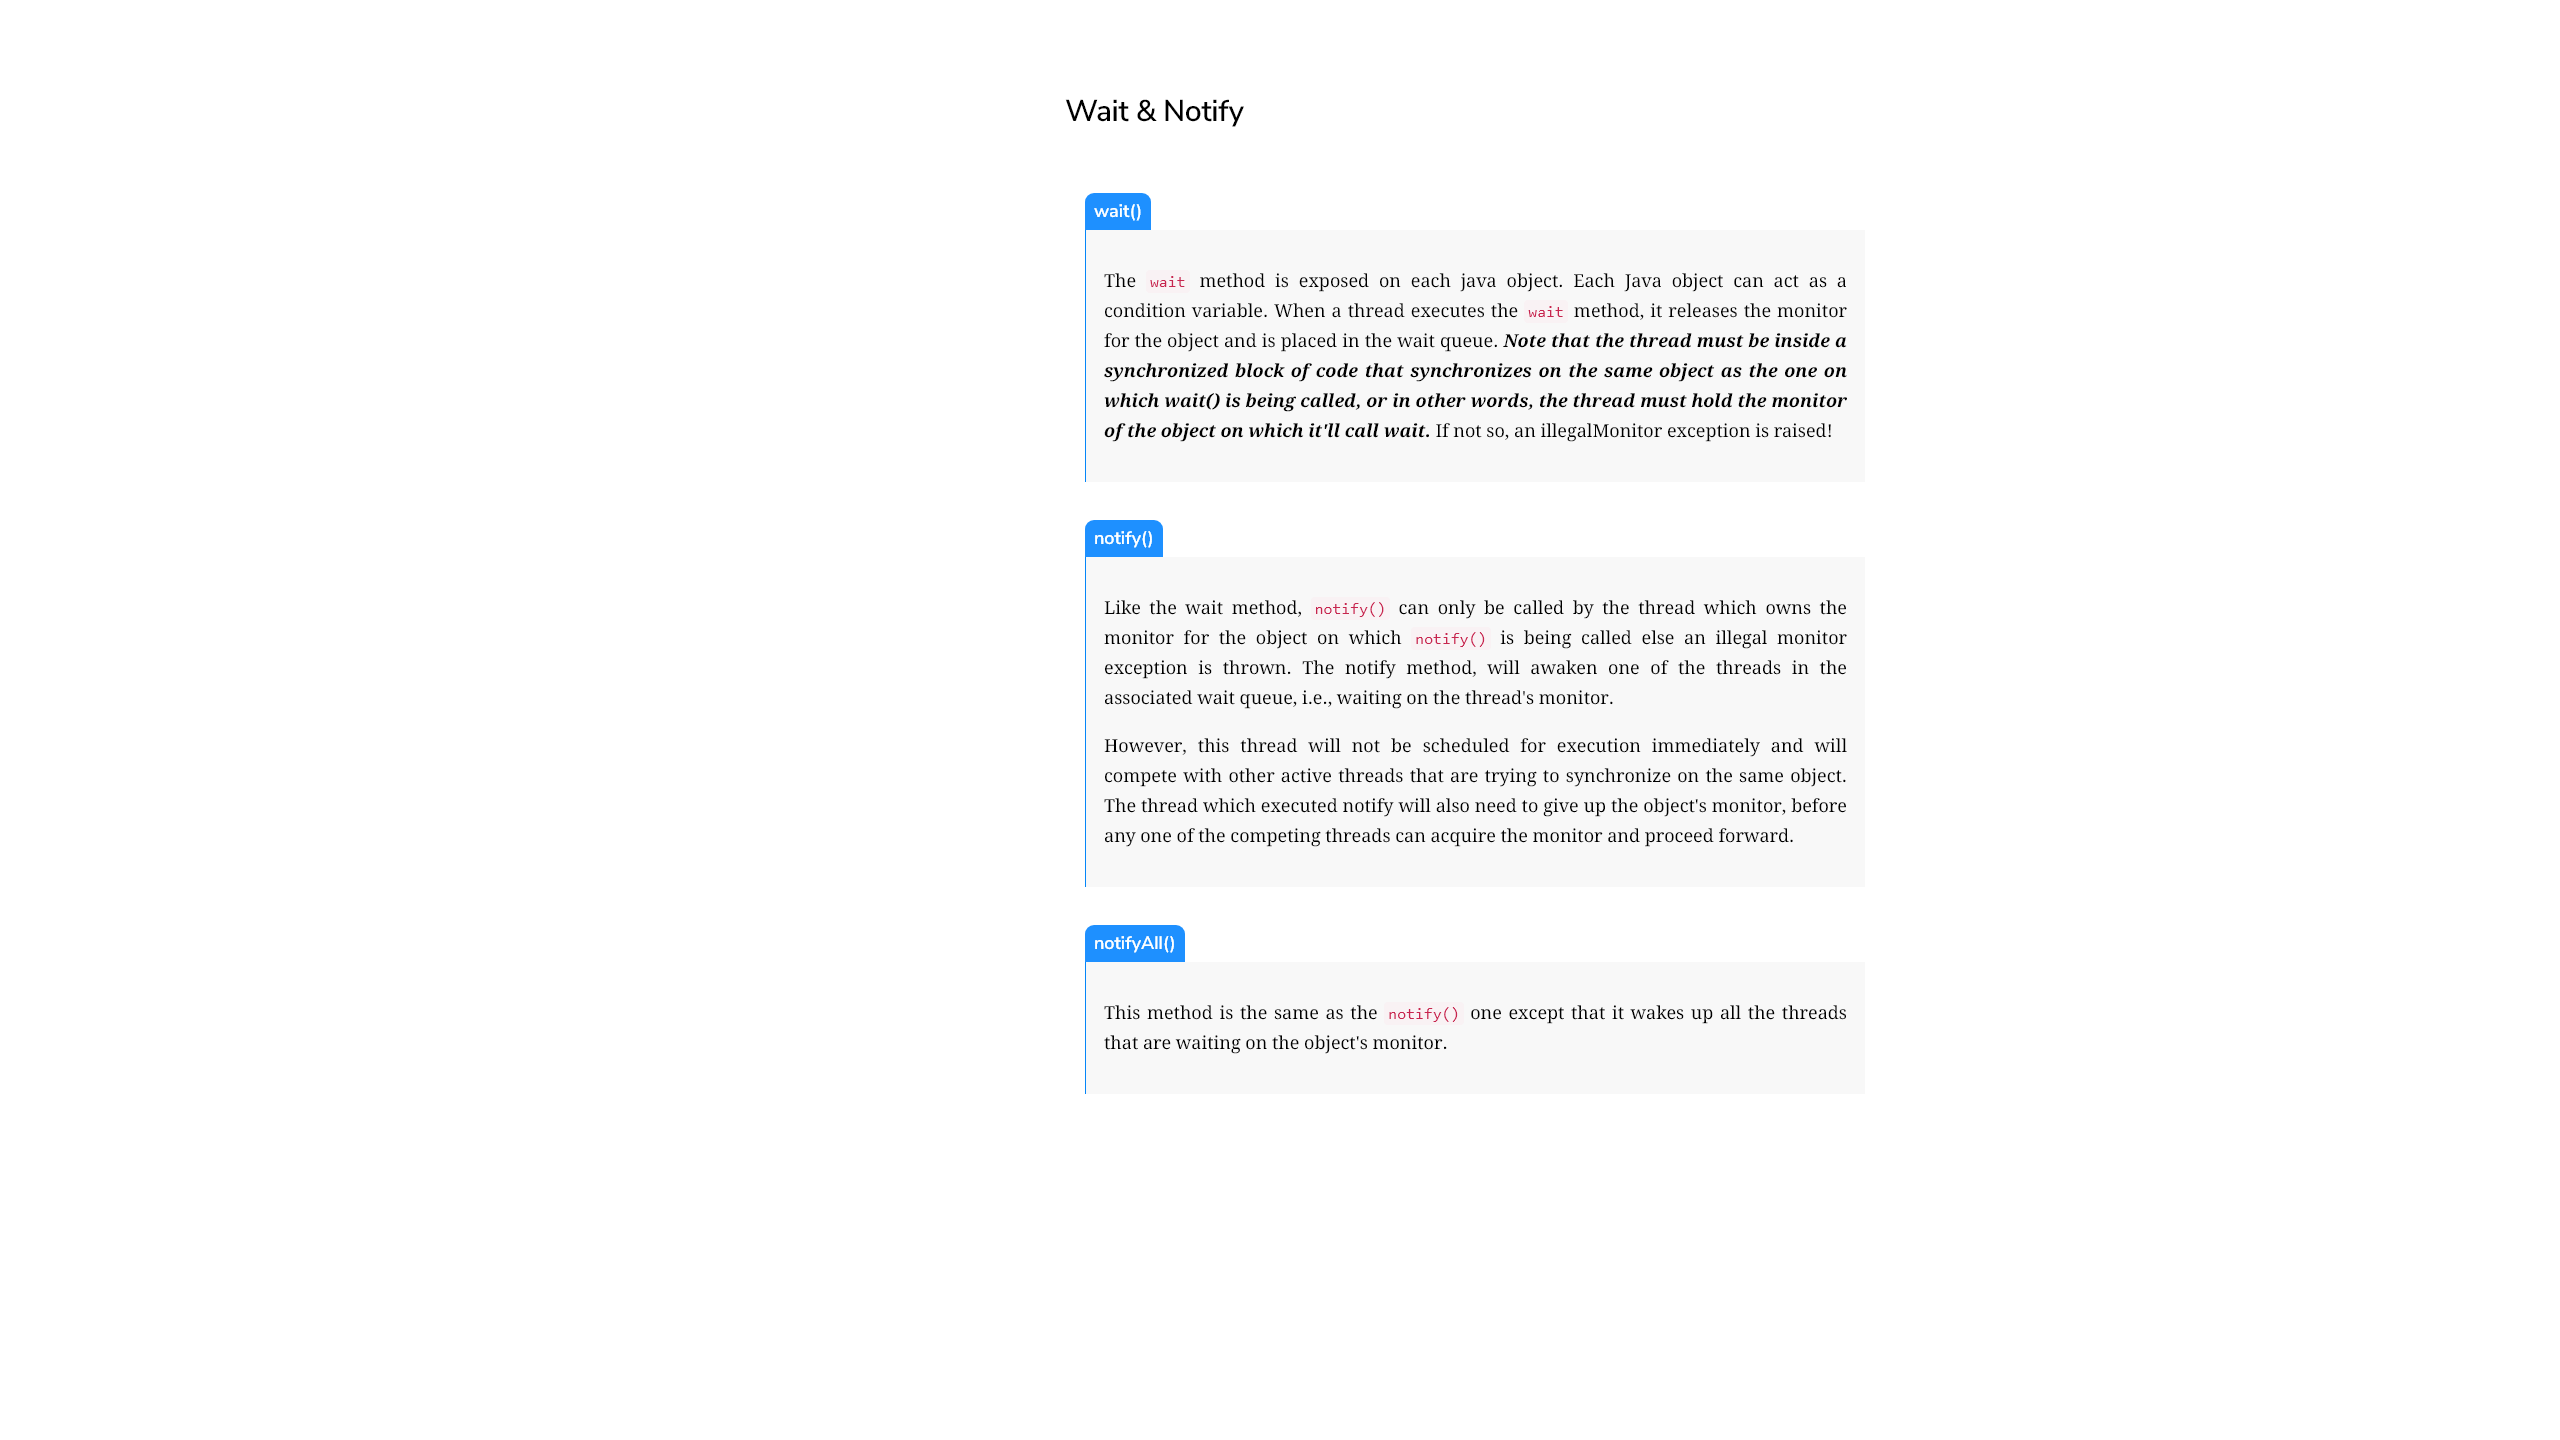 Wait & Notify
wait()
The wait method is exposed on each java object. Each Java object can act as a
condition variable. When a thread executes the wait method, it releases the monitor
for the object and is placed in the wait queue. Note that the thread must be inside a
synchronized block of code that synchronizes on the same object as the one on
which wait() is being called, or in other words, the thread must hold the monitor
of the object on which it'll call wait. If not so, an illegalMonitor exception is raised!
notify()
Like the wait method, notify() can only be called by the thread which owns the
monitor for the object on which notify() is being called else an illegal monitor
exception is thrown. The notify method, will awaken one of the threads in the
associated wait queue, i.e., waiting on the thread's monitor.
However, this thread will not be scheduled for execution immediately and will
compete with other active threads that are trying to synchronize on the same object.
The thread which executed notify will also need to give up the object's monitor, before
any one of the competing threads can acquire the monitor and proceed forward.
notifyAll()
This method is the same as the notify() one except that it wakes up all the threads
that are waiting on the object's monitor.